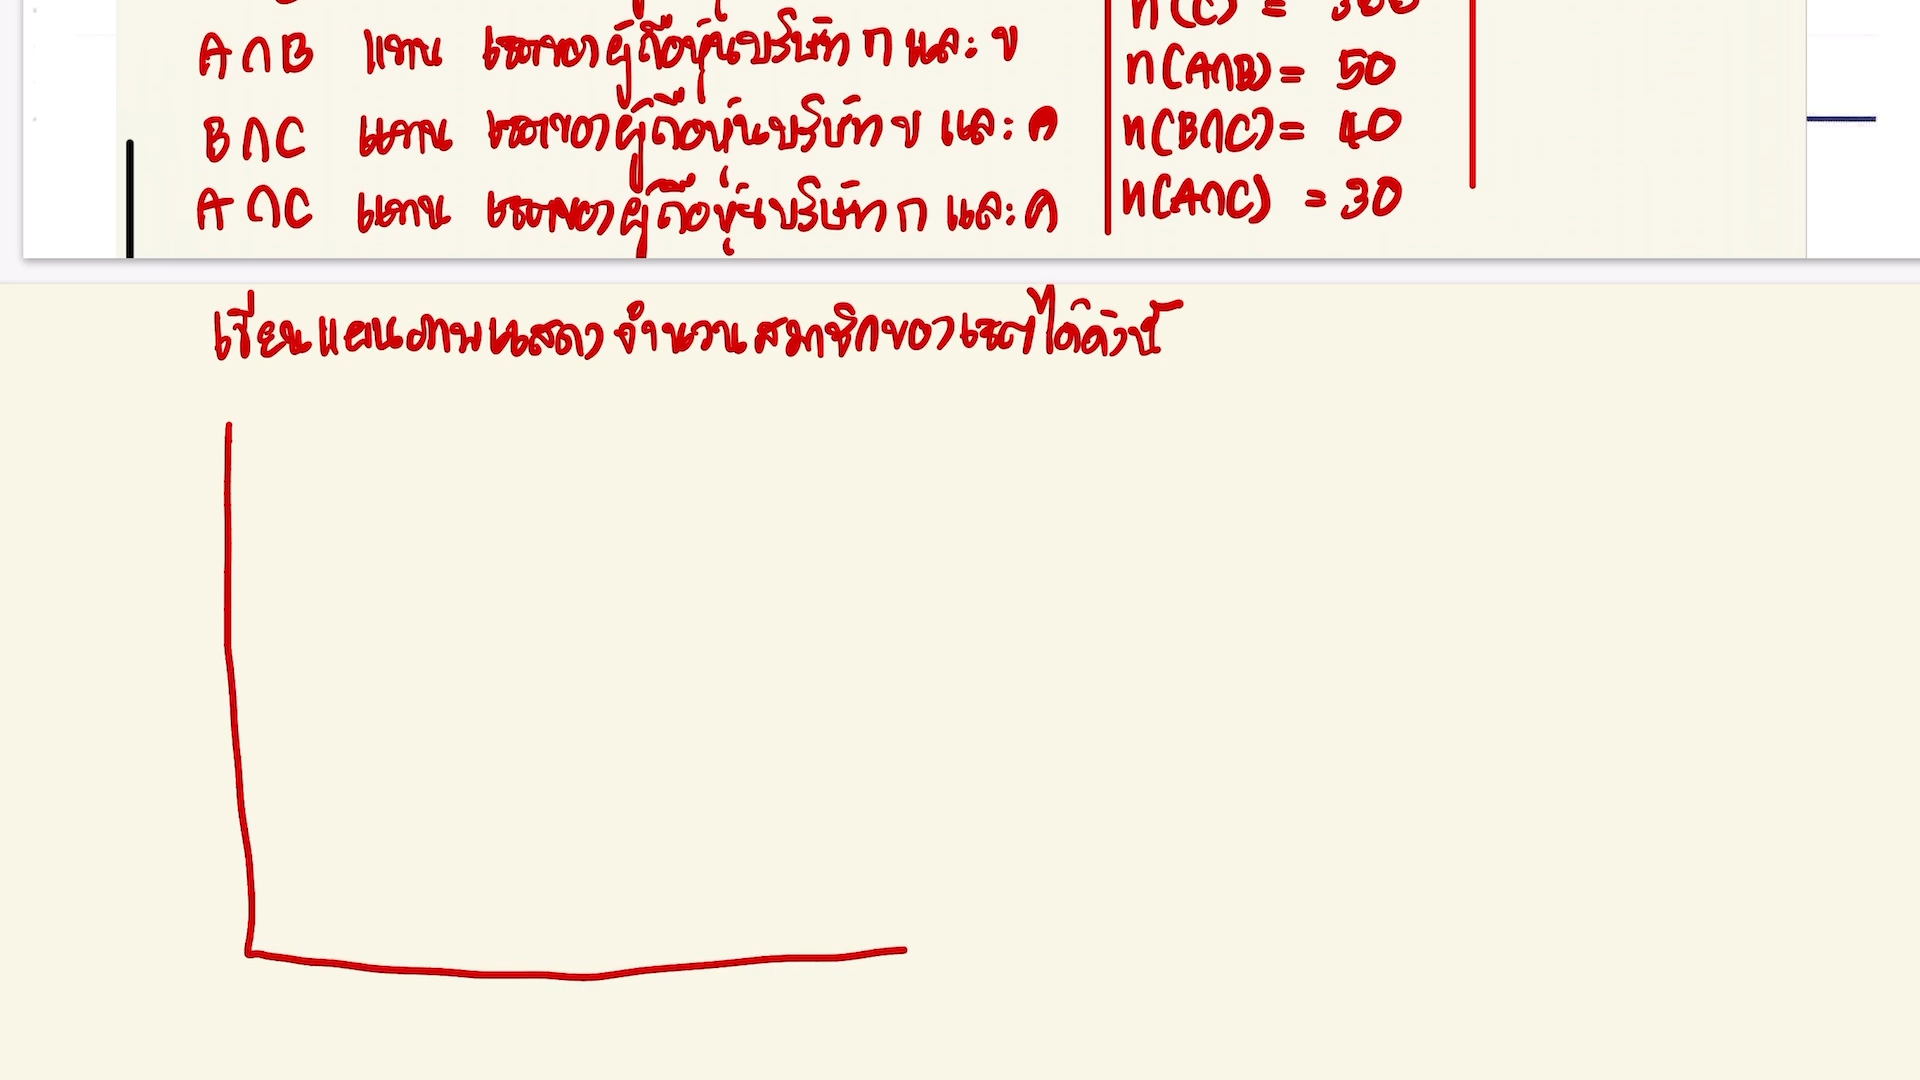 n(C) = 300
A∩B แทน เซตของผู้ถือหุ้นบริษัท ก และ ข
n(A∩B) = 50
B∩C แทน เซตของผู้ถือหุ้นบริษัท ข และ ค
n(B∩C) = 40
A∩C แทน เซตของผู้ถือหุ้นบริษัท ก และ ค
n(A∩C) = 30
เขียนแผนภาพแสดงจำนวนสมาชิกของเซตได้ดังนี้